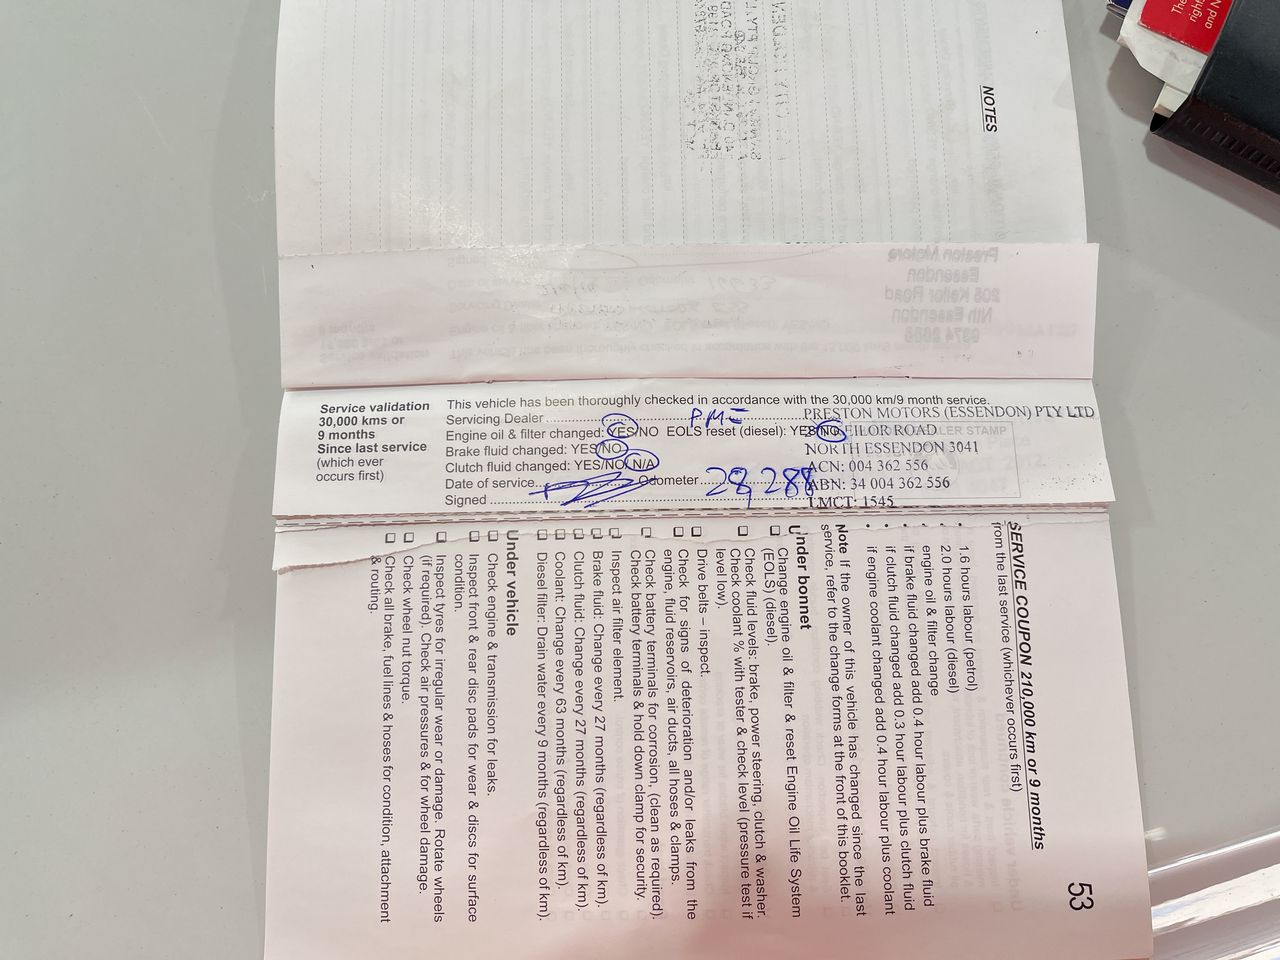 NOTES
Service validation
30,000 kms or
9 months
Since last service
(which ever
occurs first)
This vehicle has been thoroughly checked in accordance with the 30,000 km/9 month service.
Servicing Dealer P.M.E
Engine oil & filter changed: YES/NO EOLS reset (diesel): YES/NO
Brake fluid changed: YES/NO
Clutch fluid changed: YES/NO/N/A
Date of service Odometer 28,288
Signed
PRESTON MOTORS (ESSENDON) PTY LTD
EILOR ROAD
NORTH ESSENDON 3041
ACN: 004 362 556
ABN: 34 004 362 556
LMCT: 1545
LER STAMP
53
SERVICE COUPON 210,000 km or 9 months
from the last service (whichever occurs first)
• 1.6 hours labour (petrol)
2.0 hours labour (diesel)
engine oil & filter change
• if brake fluid changed add 0.4 hour labour plus brake fluid
• if clutch fluid changed add 0.3 hour labour plus clutch fluid
• if engine coolant changed add 0.4 hour labour plus coolant
Note If the owner of this vehicle has changed since the last
service, refer to the change forms at the front of this booklet.
Under bonnet
❑ Change engine oil & filter & reset Engine Oil Life System
(EOLS) (diesel).
❑ Check fluid levels: brake, power steering, clutch & washer.
Check coolant % with tester & check level (pressure test if
level low).
❑ Drive belts – inspect.
❑ Check for signs of deterioration and/or leaks from the
engine, fluid reservoirs, air ducts, all hoses & clamps.
❑ Check battery terminals for corrosion, (clean as required).
Check battery terminals & hold down clamp for security.
❑ Inspect air filter element.
❑ Brake fluid: Change every 27 months (regardless of km).
❑ Clutch fluid: Change every 27 months (regardless of km).
❑ Coolant: Change every 63 months (regardless of km).
❑ Diesel filter: Drain water every 9 months (regardless of km).
Under vehicle
❑ Check engine & transmission for leaks.
❑ Inspect front & rear disc pads for wear & discs for surface
condition.
❑ Inspect tyres for irregular wear or damage. Rotate wheels
(if required). Check air pressures & for wheel damage.
❑ Check wheel nut torque.
❑ Check all brake, fuel lines & hoses for condition, attachment
& routing.